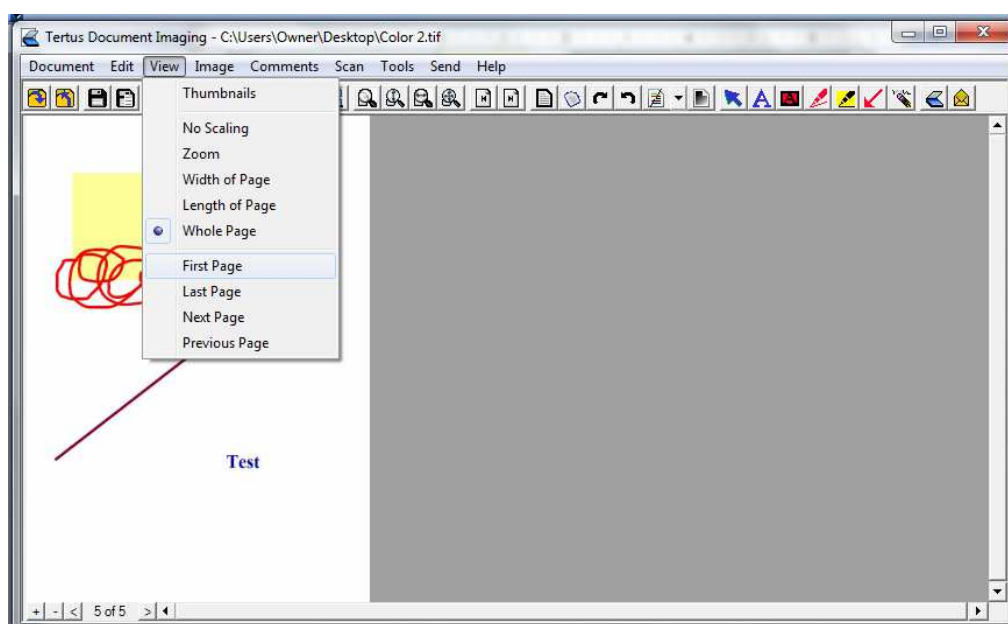 Tertus Document Imaging - C:\Users\Owner\Desktop\Color 2.tif
Document Edit View Image Comments Scan Tools Send Help
Thumbnails
No Scaling
Zoom
Width of Page
Length of Page
Whole Page
First Page
Last Page
Next Page
Previous Page
Test
+ - < 5 of 5 >